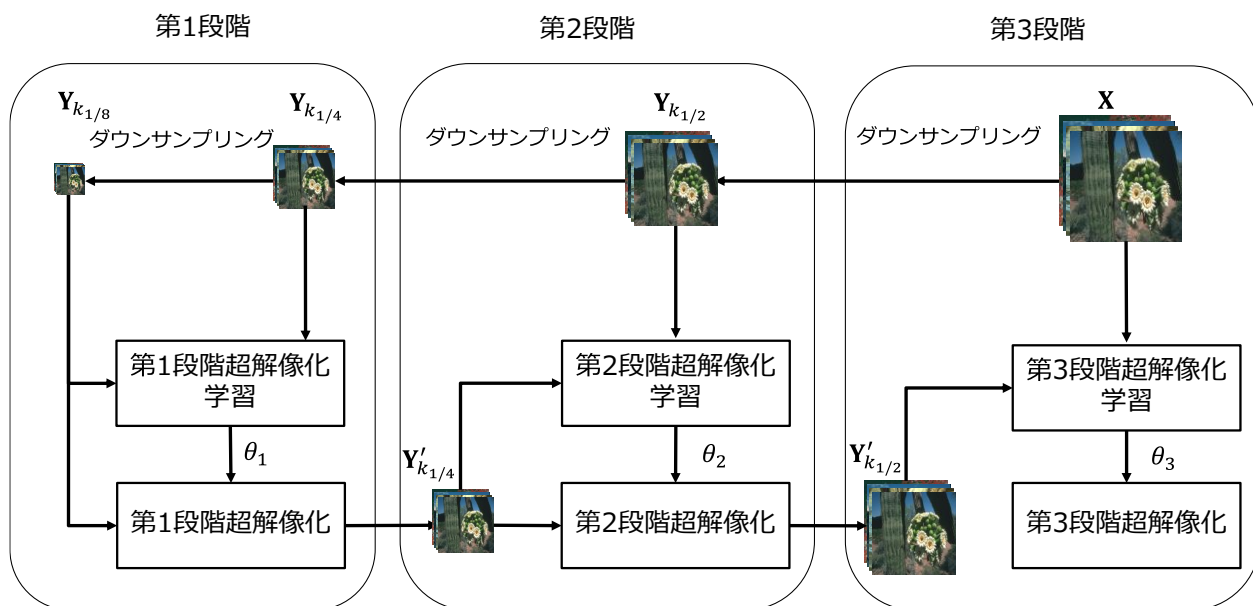 第1段階
第2段階
第3段階
𝐘_{k_{1/8}}
𝐘_{k_{1/4}}
ダウンサンプリング
𝐘_{k_{1/2}}
ダウンサンプリング
𝐗
ダウンサンプリング
第1段階超解像化
学習
θ₁
第1段階超解像化
𝐘′_{k_{1/4}}
第2段階超解像化
学習
θ₂
第2段階超解像化
𝐘′_{k_{1/2}}
第3段階超解像化
学習
θ₃
第3段階超解像化